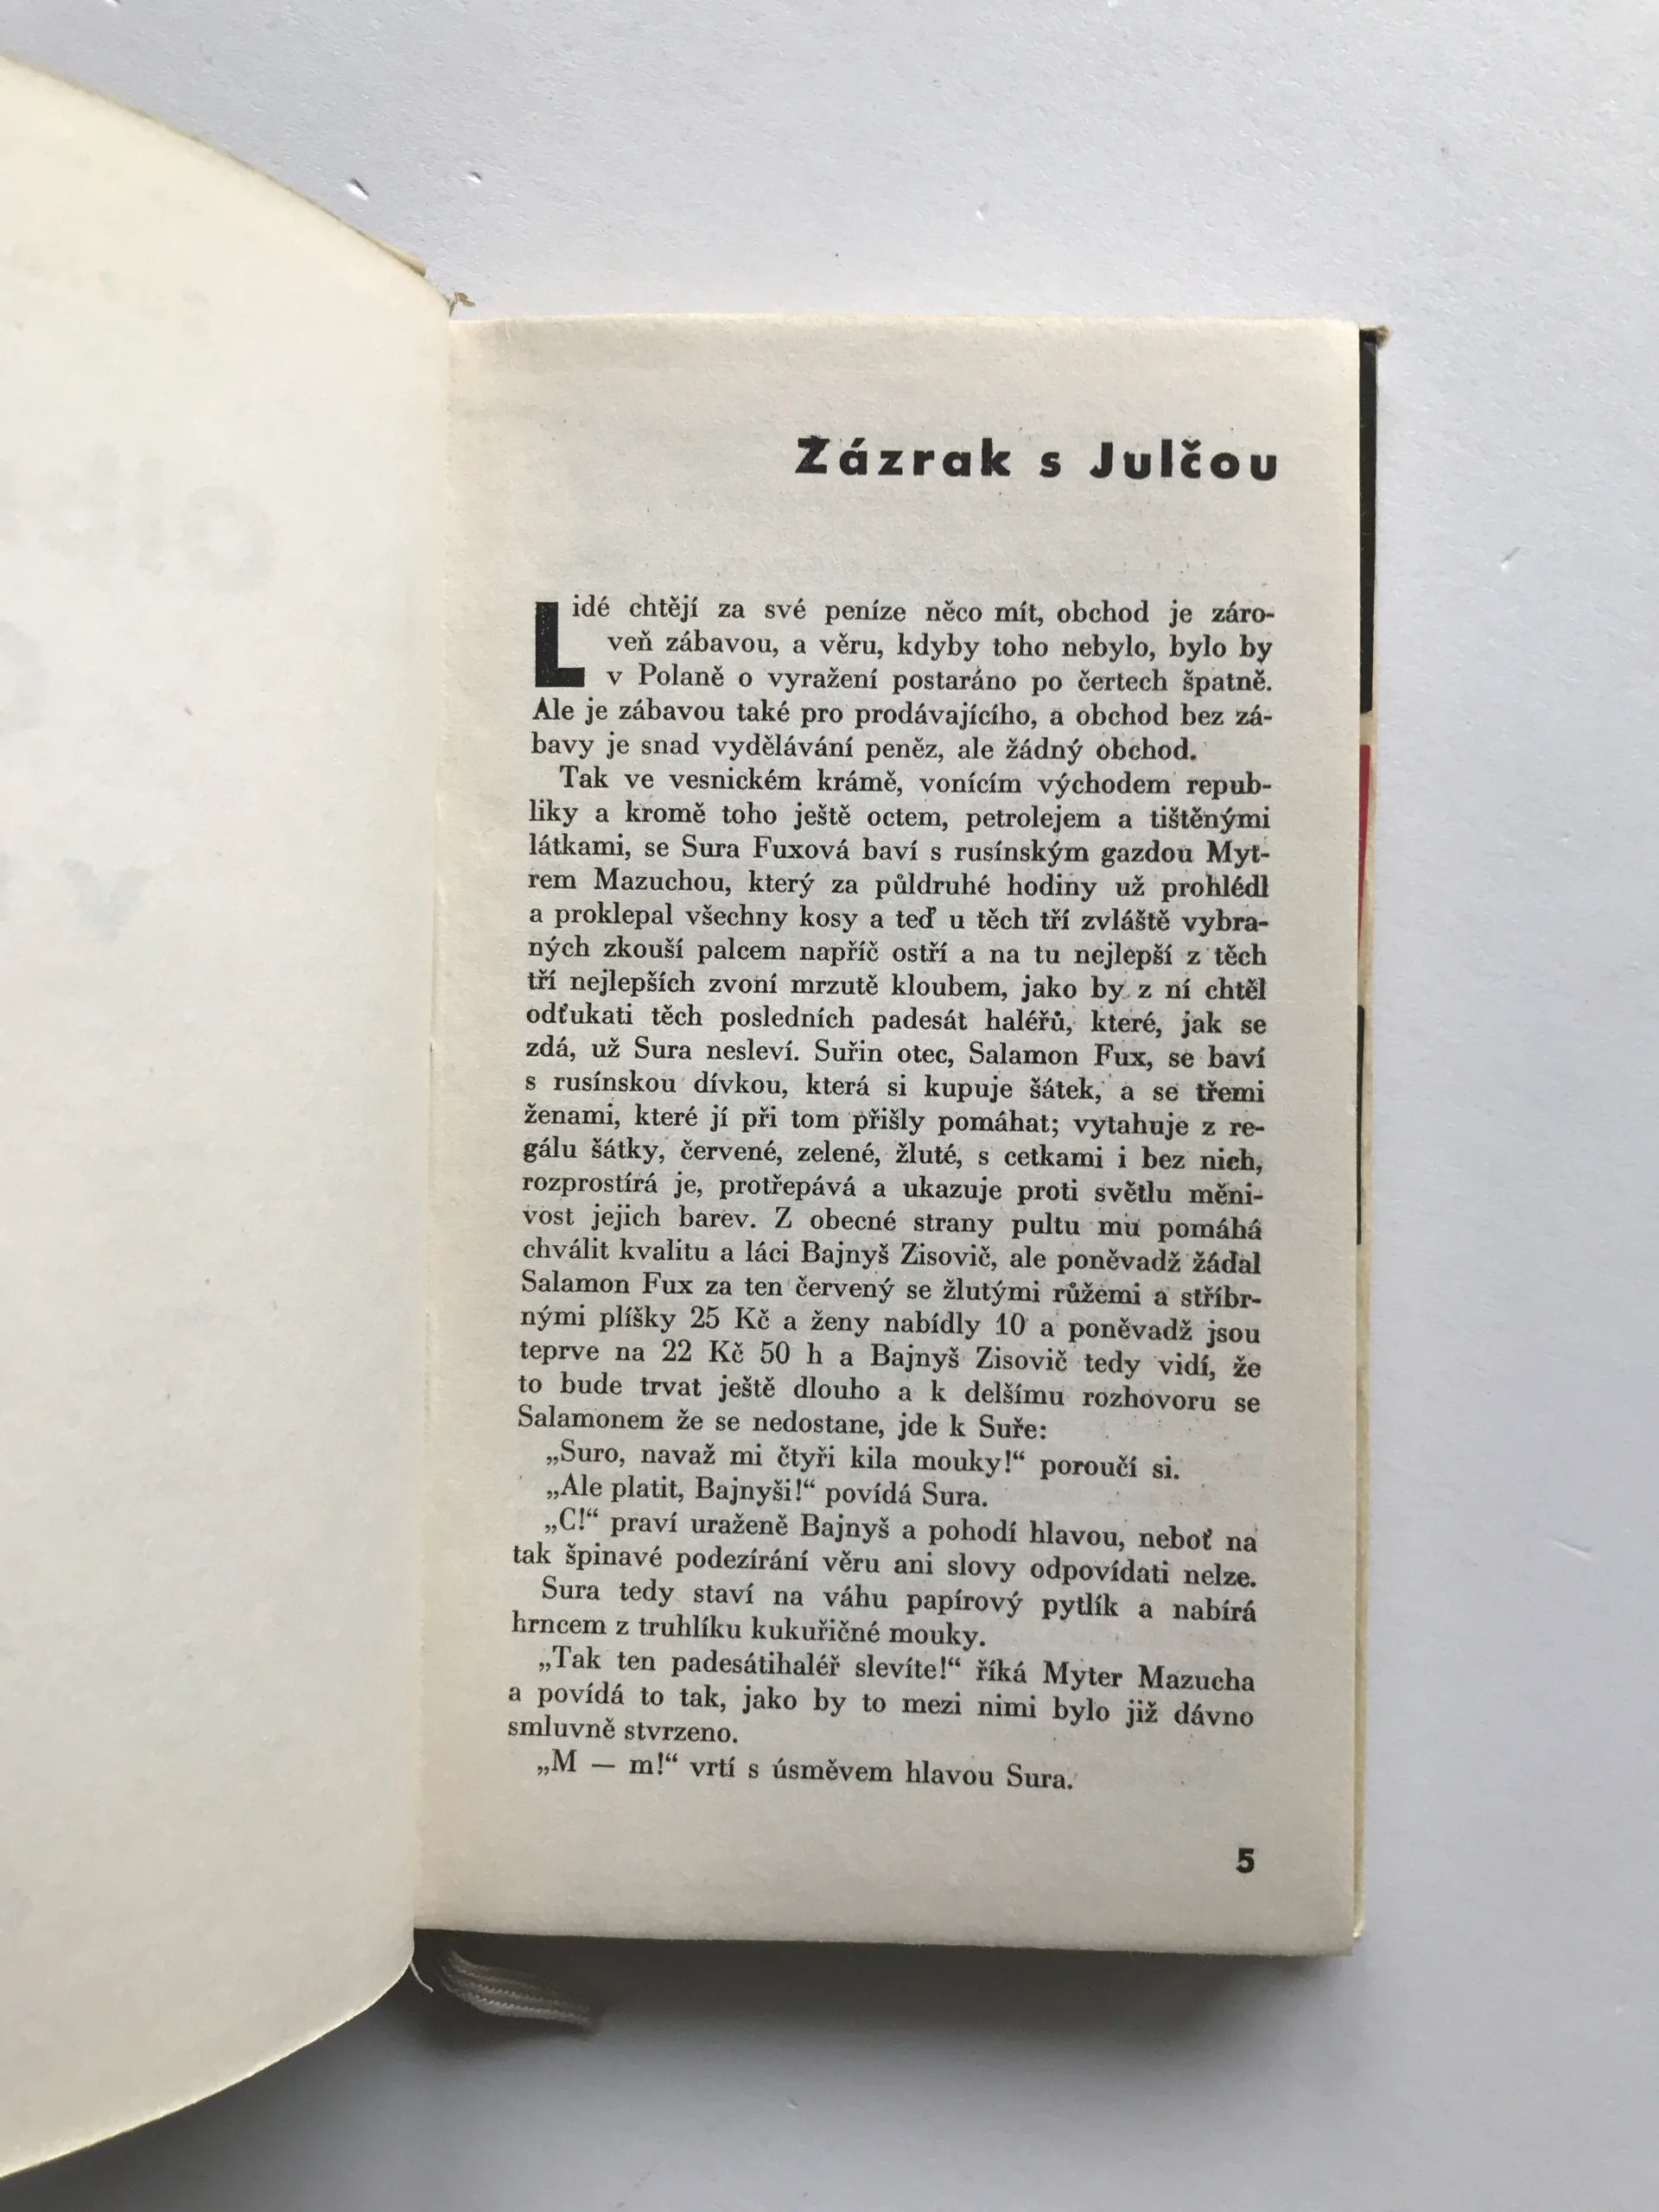 Zázrak s Julčou
Lidé chtějí za své peníze něco mít, obchod je záro-
veň zábavou, a věru, kdyby toho nebylo, bylo by
v Polaně o vyražení postaráno po čertech špatně.
Ale je zábavou také pro prodávajícího, a obchod bez zá-
bavy je snad vydělávání peněz, ale žádný obchod.
Tak ve vesnickém krámě, vonícím východem repub-
liky a kromě toho ještě octem, petrolejem a tištěnými
látkami, se Sura Fuxová baví s rusínským gazdou Myt-
rem Mazuchou, který za půldruhé hodiny už prohlédl
a proklepal všechny kosy a teď u těch tří zvláště vybra-
ných zkouší palcem napříč ostří a na tu nejlepší z těch
tří nejlepších zvoní mrzutě kloubem, jako by z ní chtěl
odťukati těch posledních padesát haléřů, které, jak se
zdá, už Sura nesleví. Suřin otec, Salamon Fux, se baví
s rusínskou dívkou, která si kupuje šátek, a se třemi
ženami, které jí při tom přišly pomáhat; vytahuje z re-
gálu šátky, červené, zelené, žluté, s cetkami i bez nich,
rozprostírá je, protřepává a ukazuje proti světlu měni-
vost jejich barev. Z obecné strany pultu mu pomáhá
chválit kvalitu a láci Bajnyš Zisovič, ale poněvadž žádal
Salamon Fux za ten červený se žlutými růžemi a stříbr-
nými plíšky 25 Kč a ženy nabídly 10 a poněvadž jsou
teprve na 22 Kč 50 h a Bajnyš Zisovič tedy vidí, že
to bude trvat ještě dlouho a k delšímu rozhovoru se
Salamonem že se nedostane, jde k Suře:
„Suro, navaž mi čtyři kila mouky!“ poroučí si.
„Ale platit, Bajnyši!“ povídá Sura.
„C!“ praví uraženě Bajnyš a pohodí hlavou, neboť na
tak špinavé podezírání věru ani slovy odpovídati nelze.
Sura tedy staví na váhu papírový pytlík a nabírá
hrncem z truhlíku kukuřičné mouky.
„Tak ten padesátihaléř slevíte!“ říká Myter Mazucha
a povídá to tak, jako by to mezi nimi bylo již dávno
smluvně stvrzeno.
„M — m!“ vrtí s úsměvem hlavou Sura.
5